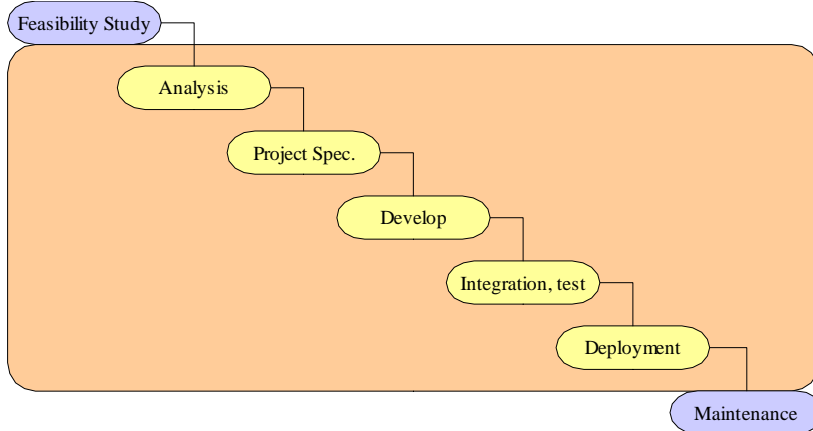 Feasibility Study
Analysis
Project Spec.
Develop
Integration, test
Deployment
Maintenance